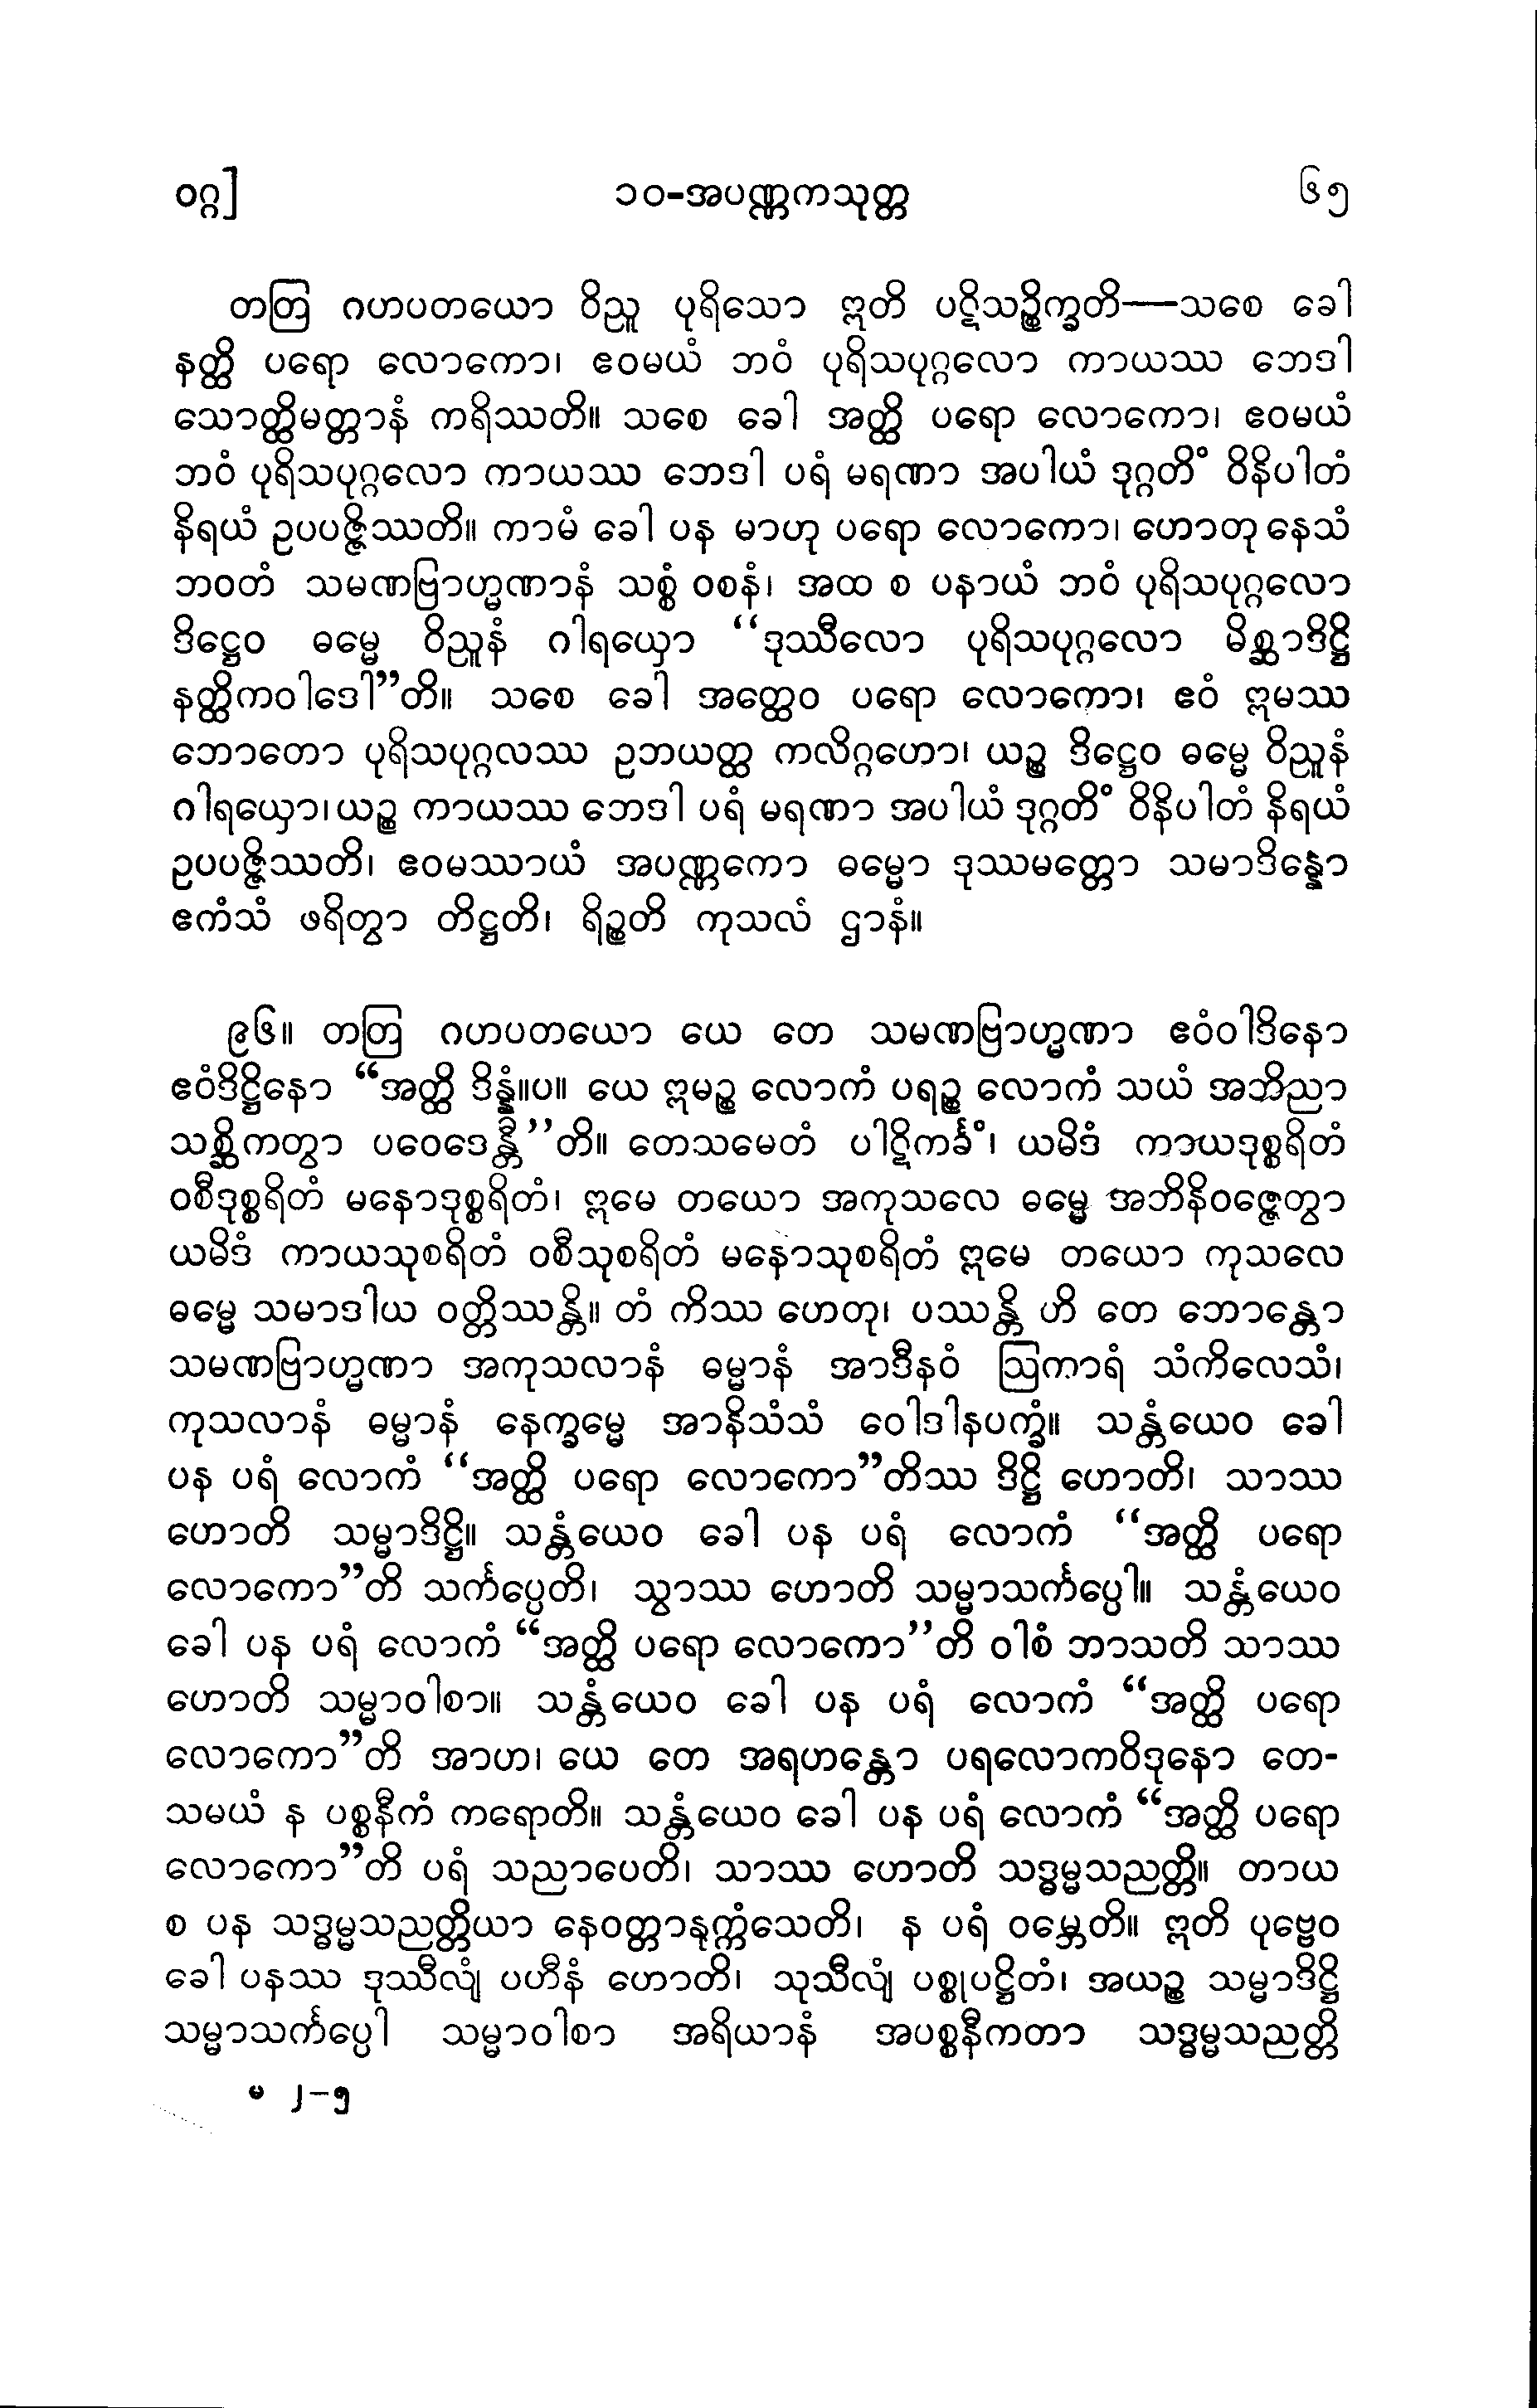 ဝဂ္ဂ]
၁၀-အပဏ္ဏကသုတ္တ
၆၅
တတြ ဂဟပတယော ဝိညူ ပုရိသော ဣတိ ပဋိသဉ္စိက္ခတိ—သစေ ခေါ
နတ္ထိ ပရော လောကော၊ ဧဝမယံ ဘဝံ ပုရိသပုဂ္ဂလော ကာယဿ ဘေဒါ
သောတ္ထိမတ္တာနံ ကရိဿတိ။ သစေ ခေါ အတ္ထိ ပရော လောကော၊ ဧဝမယံ
ဘဝံ ပုရိသပုဂ္ဂလော ကာယဿ ဘေဒါ ပရံ မရဏာ အပါယံ ဒုဂ္ဂတိံ ဝိနိပါတံ
နိရယံ ဥပပဇ္ဇိဿတိ။ ကာမံ ခေါ ပန မာဟု ပရော လောကော၊ ဟောတု နေသံ
ဘဝတံ သမဏဗြာဟ္မဏာနံ သစ္စံ ဝစနံ၊ အထ စ ပနာယံ ဘဝံ ပုရိသပုဂ္ဂလော
ဒိဋ္ဌေဝ ဓမ္မေ ဝိညူနံ ဂါရယှော “ဒုဿီလော ပုရိသပုဂ္ဂလော မိစ္ဆာဒိဋ္ဌိ
နတ္ထိကဝါဒေါ”တိ။ သစေ ခေါ အတ္ထေဝ ပရော လောကော၊ ဧဝံ ဣမဿ
ဘောတော ပုရိသပုဂ္ဂလဿ ဥဘယတ္ထ ကလိဂ္ဂဟော၊ ယဉ္စ ဒိဋ္ဌေဝ ဓမ္မေ ဝိညူနံ
ဂါရယှော၊ ယဉ္စ ကာယဿ ဘေဒါ ပရံ မရဏာ အပါယံ ဒုဂ္ဂတိံ ဝိနိပါတံ နိရယံ
ဥပပဇ္ဇိဿတိ၊ ဧဝမဿာယံ အပဏ္ဏကော ဓမ္မော ဒုဿမတ္တော သမာဒိန္နော
ဧကံသံ ဖရိတွာ တိဋ္ဌတိ၊ ရိဉ္စတိ ကုသလံ ဌာနံ။
၉၆။ တတြ ဂဟပတယော ယေ တေ သမဏဗြာဟ္မဏာ ဧဝံဝါဒိနော
ဧဝံဒိဋ္ဌိနော “အတ္ထိ ဒိန္နံ။ပ။ ယေ ဣမဉ္စ လောကံ ပရဉ္စ လောကံ သယံ အဘိညာ
သစ္ဆိကတွာ ပဝေဒေန္တီ”တိ။ တေသမေတံ ပါဋိကင်္ခံ၊ ယမိဒံ ကာယဒုစ္စရိတံ
ဝစီဒုစ္စရိတံ မနောဒုစ္စရိတံ၊ ဣမေ တယော အကုသလေ ဓမ္မေ အဘိနိဝဇ္ဇေတွာ
ယမိဒံ ကာယသုစရိတံ ဝစီသုစရိတံ မနောသုစရိတံ ဣမေ တယော ကုသလေ
ဓမ္မေ သမာဒါယ ဝတ္တိဿန္တိ။ တံ ကိဿ ဟေတု၊ ပဿန္တိ ဟိ တေ ဘောန္တော
သမဏဗြာဟ္မဏာ အကုသလာနံ ဓမ္မာနံ အာဒီနဝံ ဩကာရံ သံကိလေသံ၊
ကုသလာနံ ဓမ္မာနံ နေက္ခမ္မေ အာနိသံသံ ဝေါဒါနပက္ခံ။ သန္တံယေဝ ခေါ
ပန ပရံ လောကံ “အတ္ထိ ပရော လောကော”တိဿ ဒိဋ္ဌိ ဟောတိ၊ သာဿ
ဟောတိ သမ္မာဒိဋ္ဌိ။ သန္တံယေဝ ခေါ ပန ပရံ လောကံ “အတ္ထိ ပရော
လောကော”တိ သင်္ကပ္ပေတိ၊ သွာဿ ဟောတိ သမ္မာသင်္ကပ္ပေါ။ သန္တံယေဝ
ခေါ ပန ပရံ လောကံ “အတ္ထိ ပရော လောကော”တိ ဝါစံ ဘာသတိ သာဿ
ဟောတိ သမ္မာဝါစာ။ သန္တံယေဝ ခေါ ပန ပရံ လောကံ “အတ္ထိ ပရော
လောကော”တိ အာဟ၊ ယေ တေ အရဟန္တော ပရလောကဝိဒုနော တေ-
သမယံ န ပစ္စနီကံ ကရောတိ။ သန္တံယေဝ ခေါ ပန ပရံ လောကံ “အတ္ထိ ပရော
လောကော”တိ ပရံ သညာပေတိ၊ သာဿ ဟောတိ သဒ္ဓမ္မသညတ္တိ။ တာယ
စ ပန သဒ္ဓမ္မသညတ္တိယာ နေဝတ္တာနုက္ကံသေတိ၊ န ပရံ ဝမ္ဘေတိ။ ဣတိ ပုဗ္ဗေဝ
ခေါ ပနဿ ဒုဿီလျံ ပဟီနံ ဟောတိ၊ သုသီလျံ ပစ္စုပဋ္ဌိတံ၊ အယဉ္စ သမ္မာဒိဋ္ဌိ
သမ္မာသင်္ကပ္ပေါ သမ္မာဝါစာ အရိယာနံ အပစ္စနီကတာ သဒ္ဓမ္မသညတ္တိ
မ ၂-၅